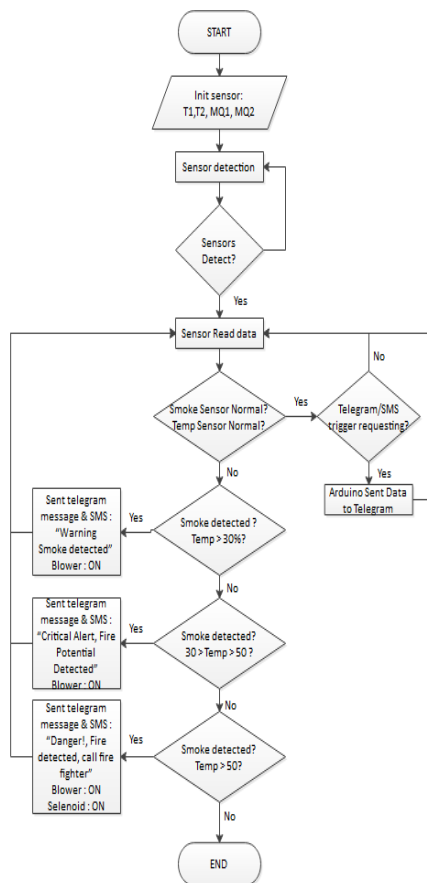 START
Init sensor:
T1,T2, MQ1, MQ2
Sensor detection
Sensors
Detect?
Yes
Sensor Read data
No
Smoke Sensor Normal?
Temp Sensor Normal?
Yes
Telegram/SMS
trigger requesting?
No
Yes
Arduino Sent Data
to Telegram
Sent telegram
message & SMS :
"Warning
Smoke detected"
Blower : ON
Yes
Smoke detected ?
Temp > 30%?
No
Sent telegram
message & SMS :
"Critical Alert, Fire
Potential
Detected"
Blower : ON
Yes
Smoke detected?
30 > Temp > 50 ?
No
Sent telegram
message & SMS :
"Danger!, Fire
detected, call fire
fighter"
Blower : ON
Selenoid : ON
Yes
Smoke detected?
Temp > 50?
No
END